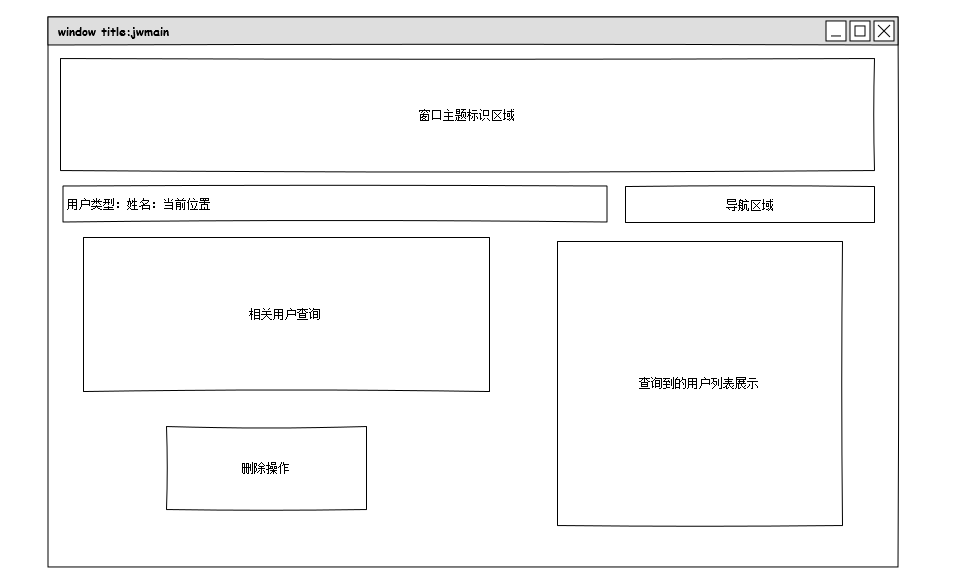 window title:jwmain
窗口主题标识区域
用户类型：姓名：当前位置
导航区域
相关用户查询
查询到的用户列表展示
删除操作